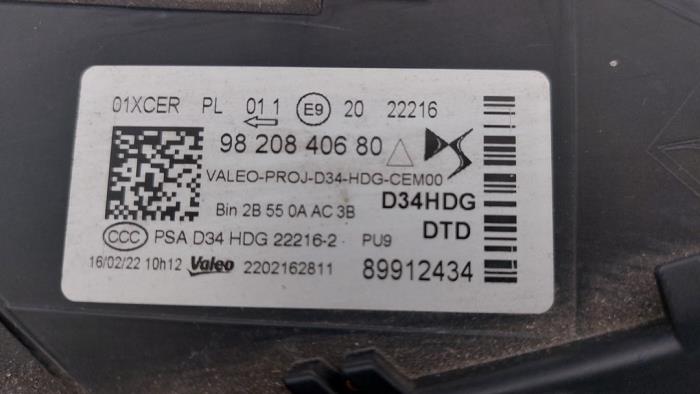 01XCER PL 01 1 E9 20 22216
98 208 406 80
VALEO-PROJ-D34-HDG-CEM00
Bin 2B 55 0A AC 3B D34HDG
CCC PSA D34 HDG 22216-2 PU9 DTD
16/02/22 10h12 Valeo 2202162811 89912434